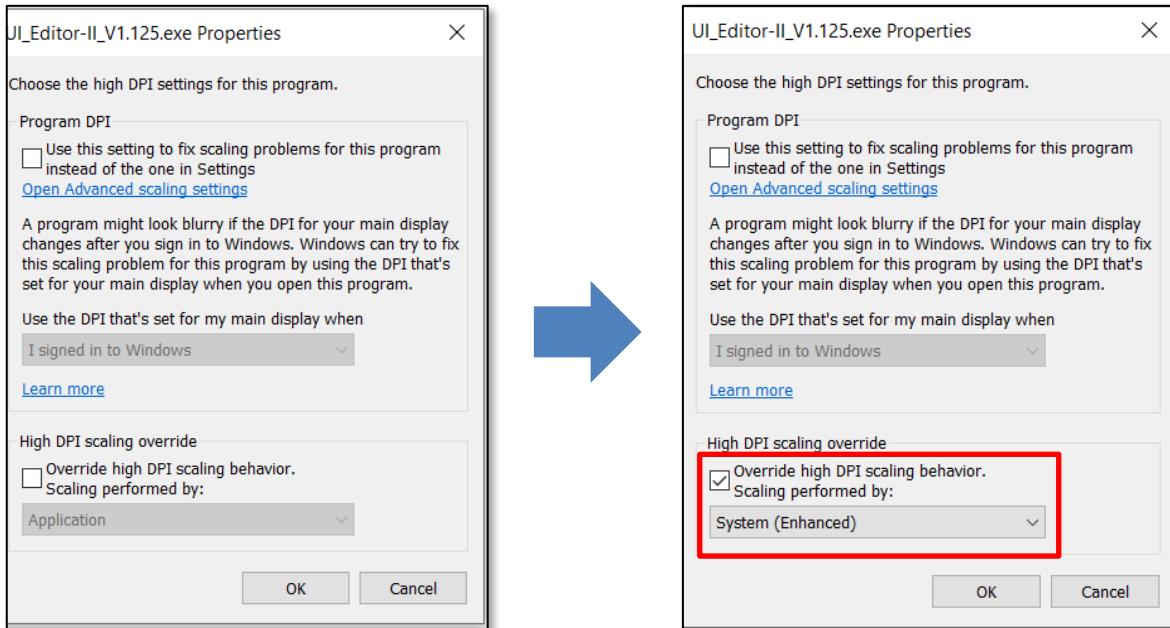 UI_Editor-II_V1.125.exe Properties
Choose the high DPI settings for this program.
Program DPI
Use this setting to fix scaling problems for this program
instead of the one in Settings
Open Advanced scaling settings
A program might look blurry if the DPI for your main display
changes after you sign in to Windows. Windows can try to fix
this scaling problem for this program by using the DPI that's
set for your main display when you open this program.
Use the DPI that's set for my main display when
I signed in to Windows
Learn more
High DPI scaling override
Override high DPI scaling behavior.
Scaling performed by:
Application
OK Cancel
UI_Editor-II_V1.125.exe Properties
Choose the high DPI settings for this program.
Program DPI
Use this setting to fix scaling problems for this program
instead of the one in Settings
Open Advanced scaling settings
A program might look blurry if the DPI for your main display
changes after you sign in to Windows. Windows can try to fix
this scaling problem for this program by using the DPI that's
set for your main display when you open this program.
Use the DPI that's set for my main display when
I signed in to Windows
Learn more
High DPI scaling override
Override high DPI scaling behavior.
Scaling performed by:
System (Enhanced)
OK Cancel